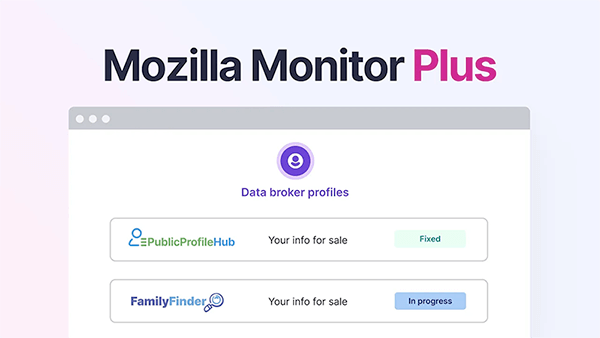 Mozilla Monitor Plus
Data broker profiles
PublicProfileHub Your info for sale Fixed
FamilyFinder Your info for sale In progress